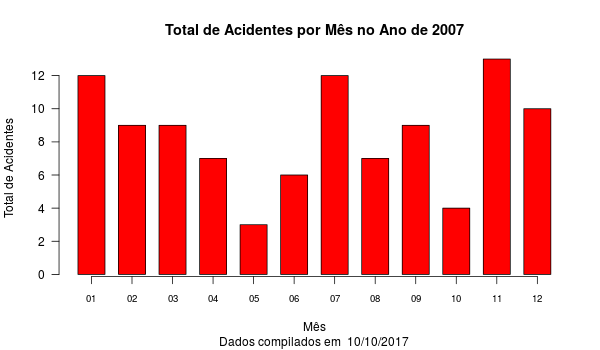 Total de Acidentes por Mês no Ano de 2007
Total de Acidentes
12
10
8
6
4
2
0
01 02 03 04 05 06 07 08 09 10 11 12
Mês
Dados compilados em  10/10/2017